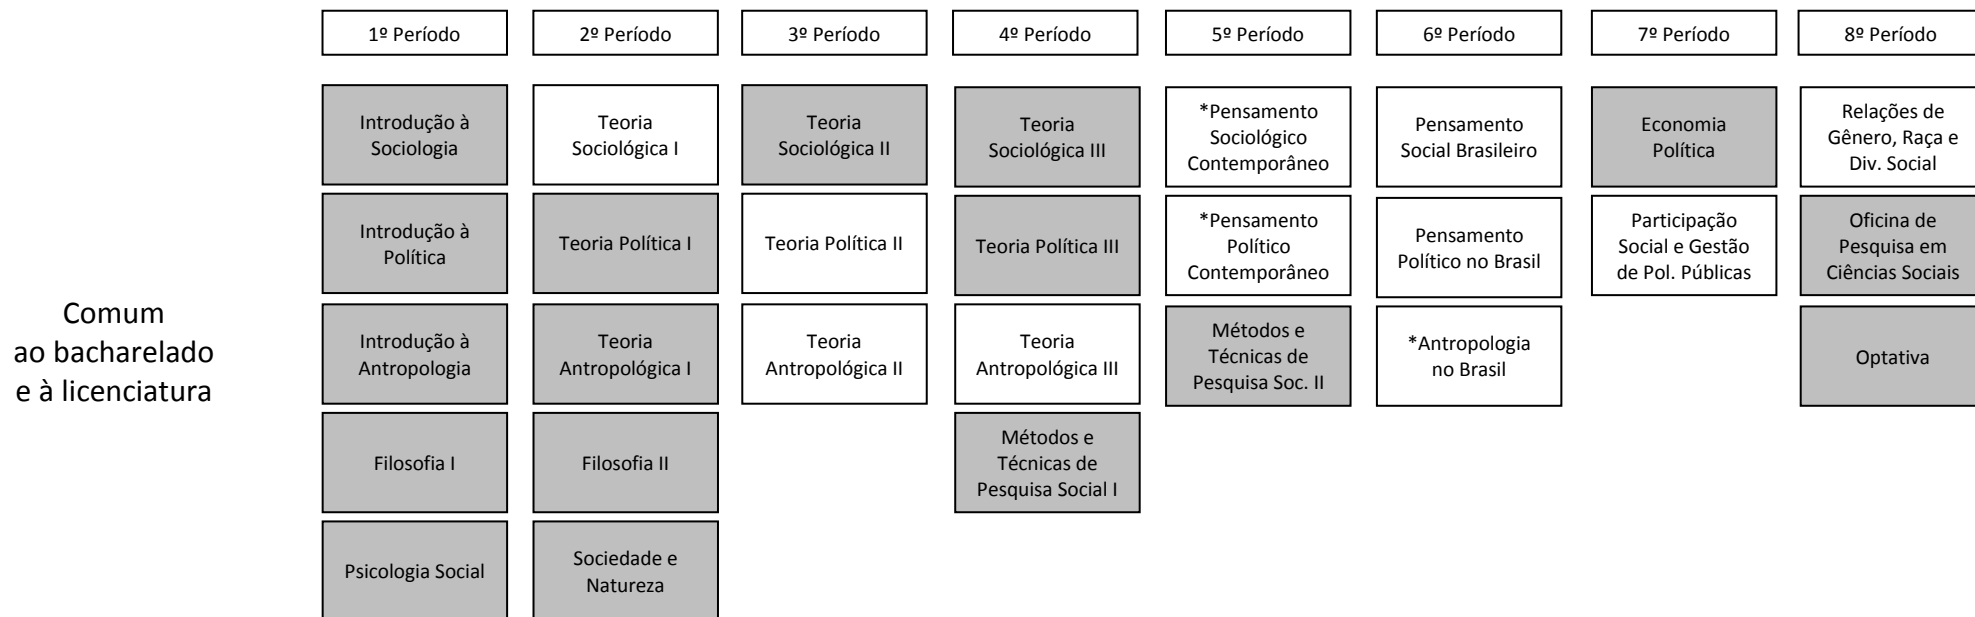 1º Período
2º Período
3º Período
4º Período
5º Período
6º Período
7º Período
8º Período
Introdução à
Sociologia
Teoria
Sociológica I
Teoria
Sociológica II
Teoria
Sociológica III
*Pensamento
Sociológico
Contemporâneo
Pensamento
Social Brasileiro
Economia
Política
Relações de
Gênero, Raça e
Div. Social
Introdução à
Política
Teoria Política I
Teoria Política II
Teoria Política III
*Pensamento
Político
Contemporâneo
Pensamento
Político no Brasil
Participação
Social e Gestão
de Pol. Públicas
Oficina de
Pesquisa em
Ciências Sociais
Comum
ao bacharelado
e à licenciatura
Introdução à
Antropologia
Teoria
Antropológica I
Teoria
Antropológica II
Teoria
Antropológica III
Métodos e
Técnicas de
Pesquisa Soc. II
*Antropologia
no Brasil
Optativa
Filosofia I
Filosofia II
Métodos e
Técnicas de
Pesquisa Social I
Psicologia Social
Sociedade e
Natureza